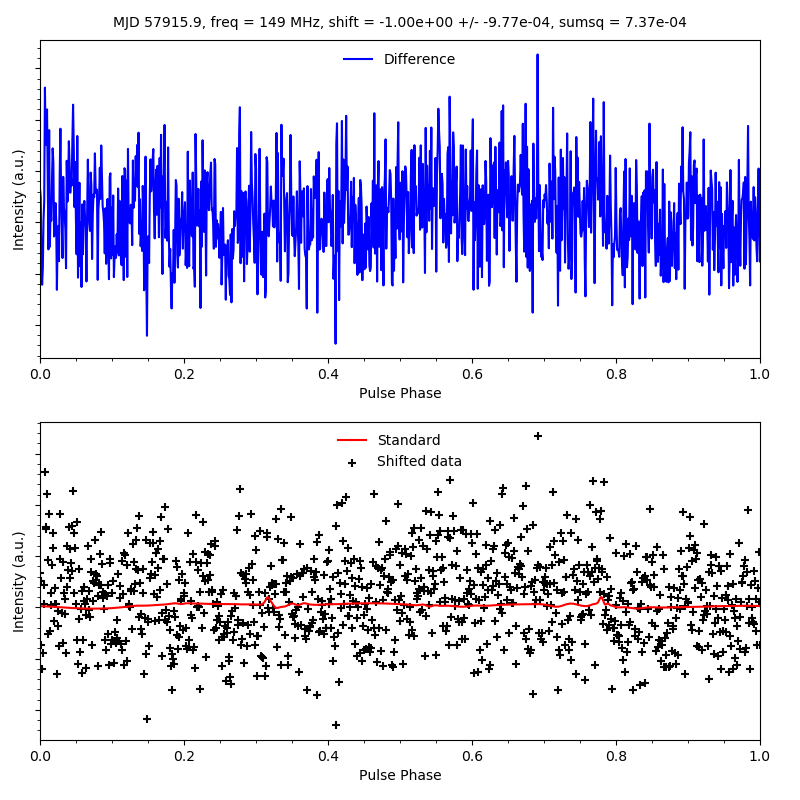 MJD 57915.9, freq = 149 MHz, shift = -1.00e+00 +/- -9.77e-04, sumsq = 7.37e-04
Difference
Intensity (a.u.)
0.0 0.2 0.4 0.6 0.8 1.0
Pulse Phase
Standard
Shifted data
Intensity (a.u.)
0.0 0.2 0.4 0.6 0.8 1.0
Pulse Phase